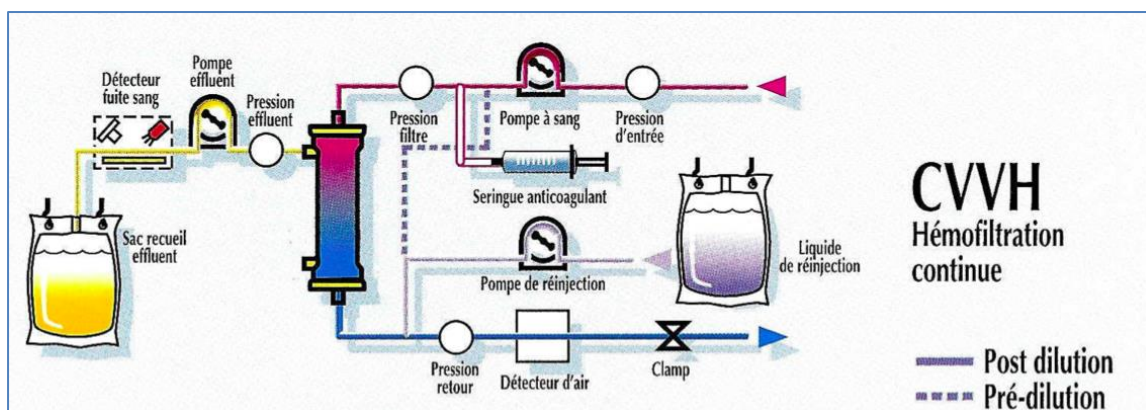 Pompe
effluent
Détecteur
fuite sang
Pression
effluent
Pression
filtre
Pompe à sang
Pression
d'entrée
Seringue anticoagulant
Sac recueil
effluent
Pompe de réinjection
Liquide
de réinjection
Pression
retour
Détecteur d'air
Clamp
CVVH
Hémofiltration
continue
Post dilution
Pré-dilution